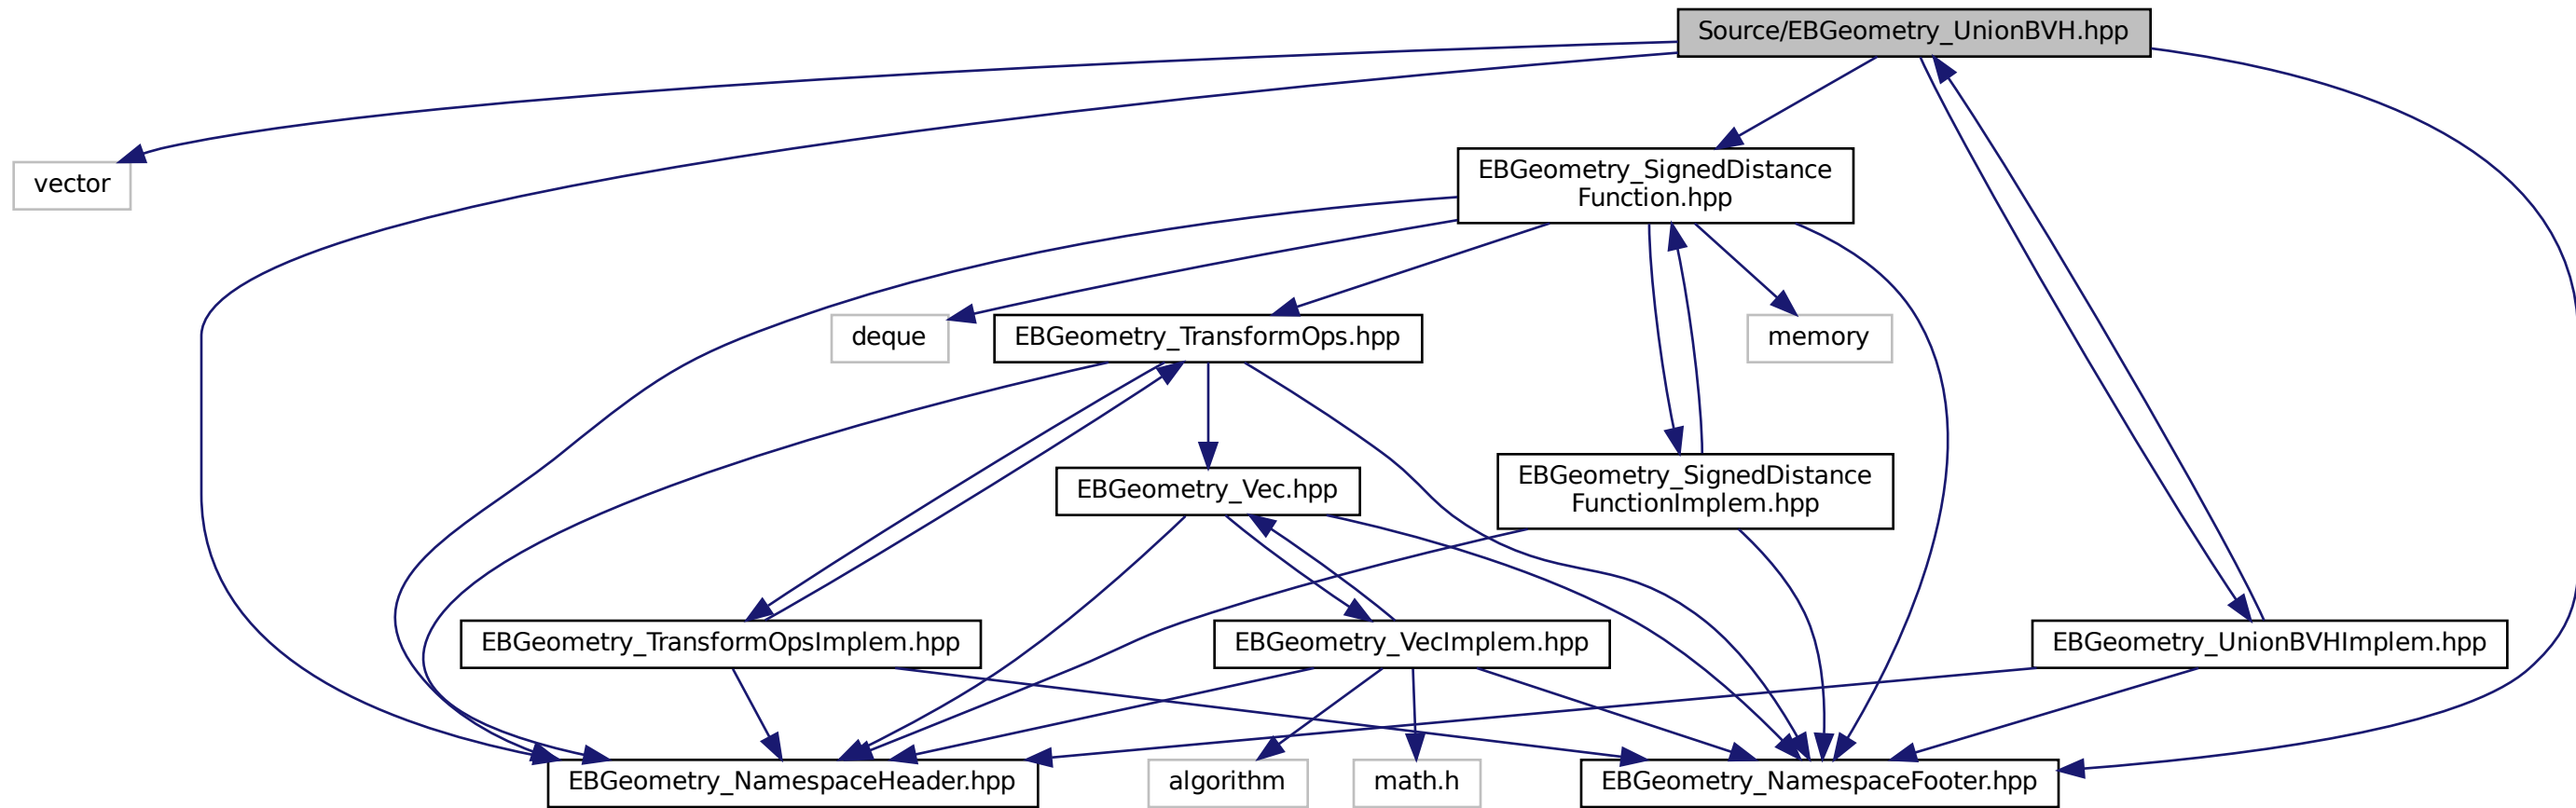 Source/EBGeometry_UnionBVH.hpp
vector
EBGeometry_SignedDistance
Function.hpp
deque
EBGeometry_TransformOps.hpp
memory
EBGeometry_Vec.hpp
EBGeometry_SignedDistance
FunctionImplem.hpp
EBGeometry_TransformOpsImplem.hpp
EBGeometry_VecImplem.hpp
EBGeometry_UnionBVHImplem.hpp
EBGeometry_NamespaceHeader.hpp
algorithm
math.h
EBGeometry_NamespaceFooter.hpp